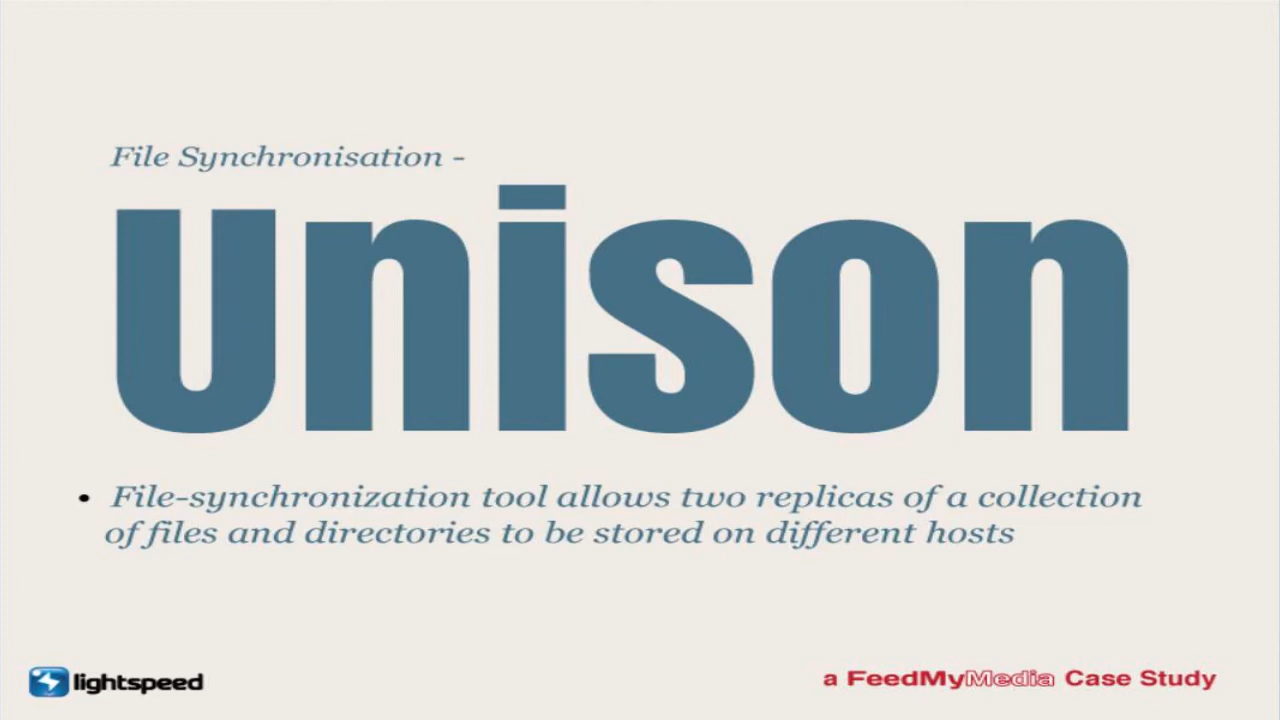 File Synchronisation -
unison
• File-synchronization tool allows two replicas of a collection
of files and directories to be stored on different hosts
lightspeed
a FeedMyMedia Case Study